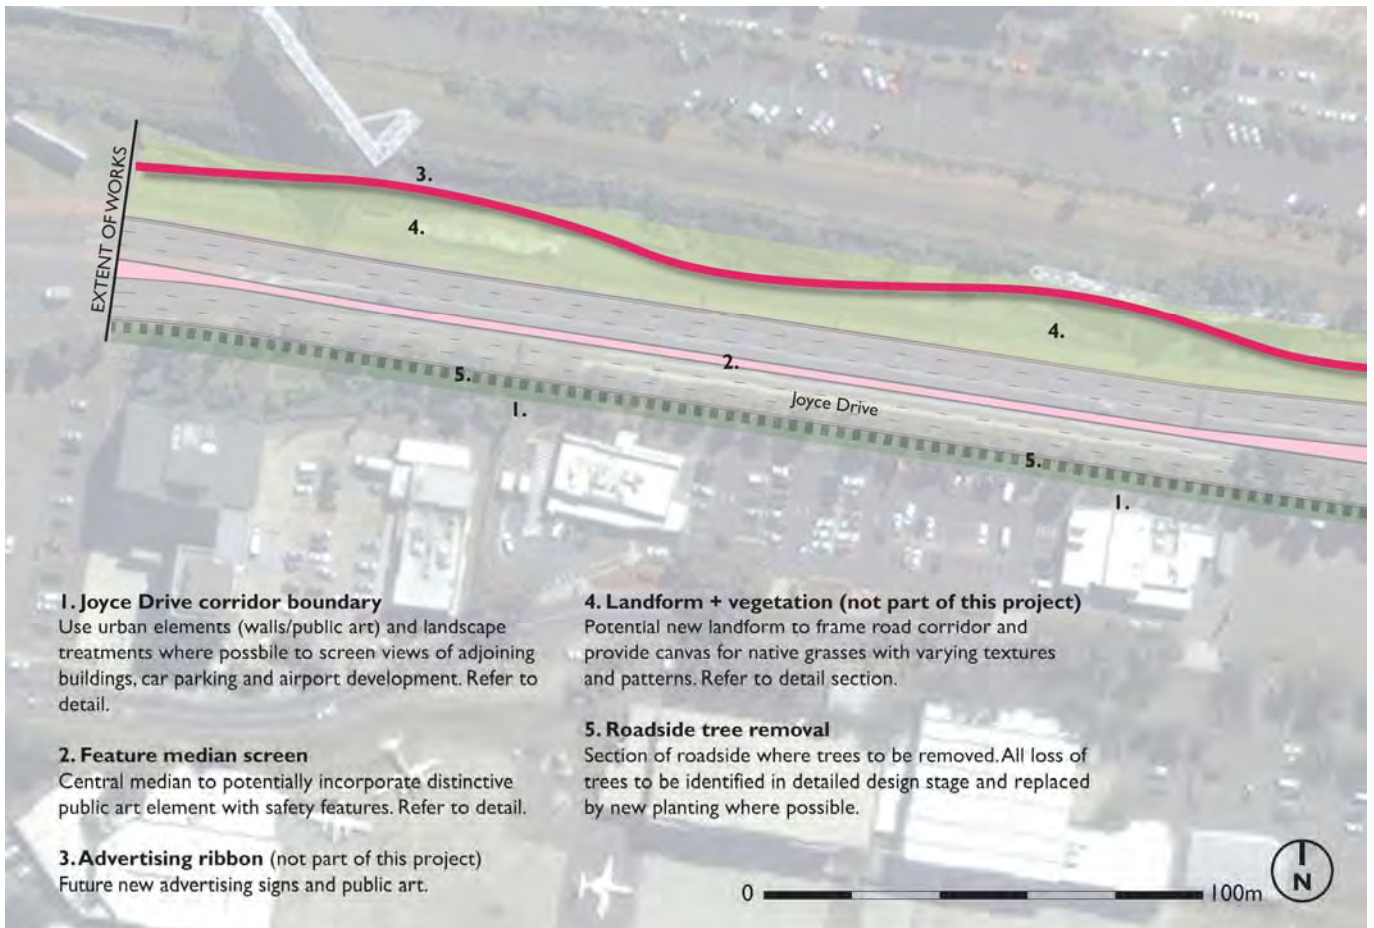 EXTENT OF WORKS
3.
4.
4.
2.
Joyce Drive
5.
1.
5.
1.
1. Joyce Drive corridor boundary
Use urban elements (walls/public art) and landscape
treatments where possbile to screen views of adjoining
buildings, car parking and airport development. Refer to
detail.
2. Feature median screen
Central median to potentially incorporate distinctive
public art element with safety features. Refer to detail.
3. Advertising ribbon (not part of this project)
Future new advertising signs and public art.
4. Landform + vegetation (not part of this project)
Potential new landform to frame road corridor and
provide canvas for native grasses with varying textures
and patterns. Refer to detail section.
5. Roadside tree removal
Section of roadside where trees to be removed. All loss of
trees to be identified in detailed design stage and replaced
by new planting where possible.
0 100m
N